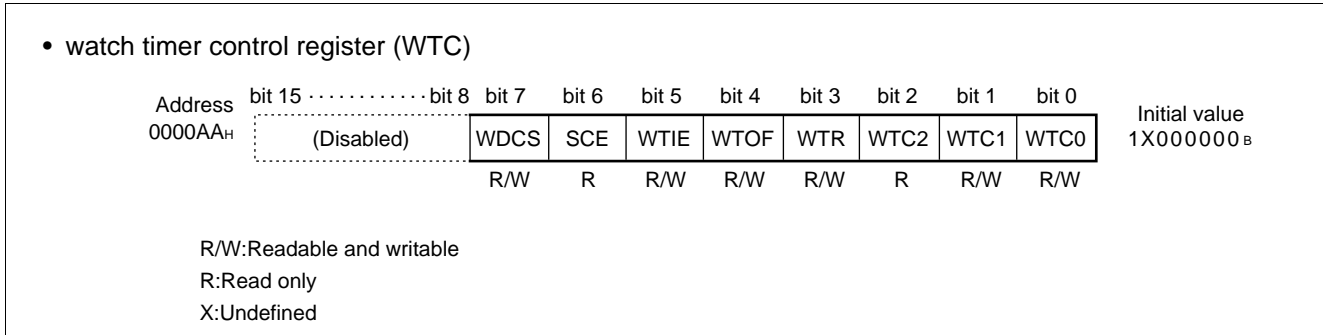 • watch timer control register (WTC)
Address bit 15 ············bit 8 bit 7 bit 6 bit 5 bit 4 bit 3 bit 2 bit 1 bit 0 Initial value
0000AAH (Disabled) WDCS SCE WTIE WTOF WTR WTC2 WTC1 WTC0 1X000000 B
R/W R R/W R/W R/W R R/W R/W
R/W:Readable and writable
R:Read only
X:Undefined